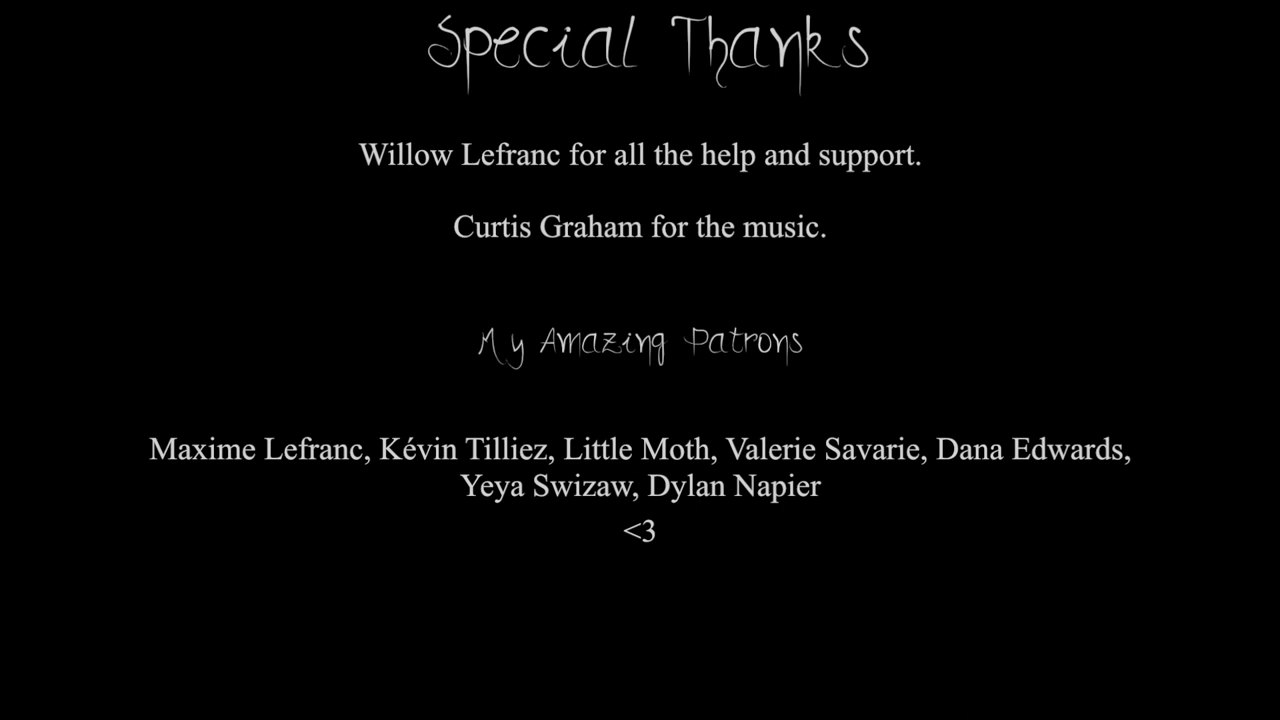 Special Thanks
Willow Lefranc for all the help and support.
Curtis Graham for the music.
My Amazing Patrons
Maxime Lefranc, Kévin Tilliez, Little Moth, Valerie Savarie, Dana Edwards,
Yeya Swizaw, Dylan Napier
<3